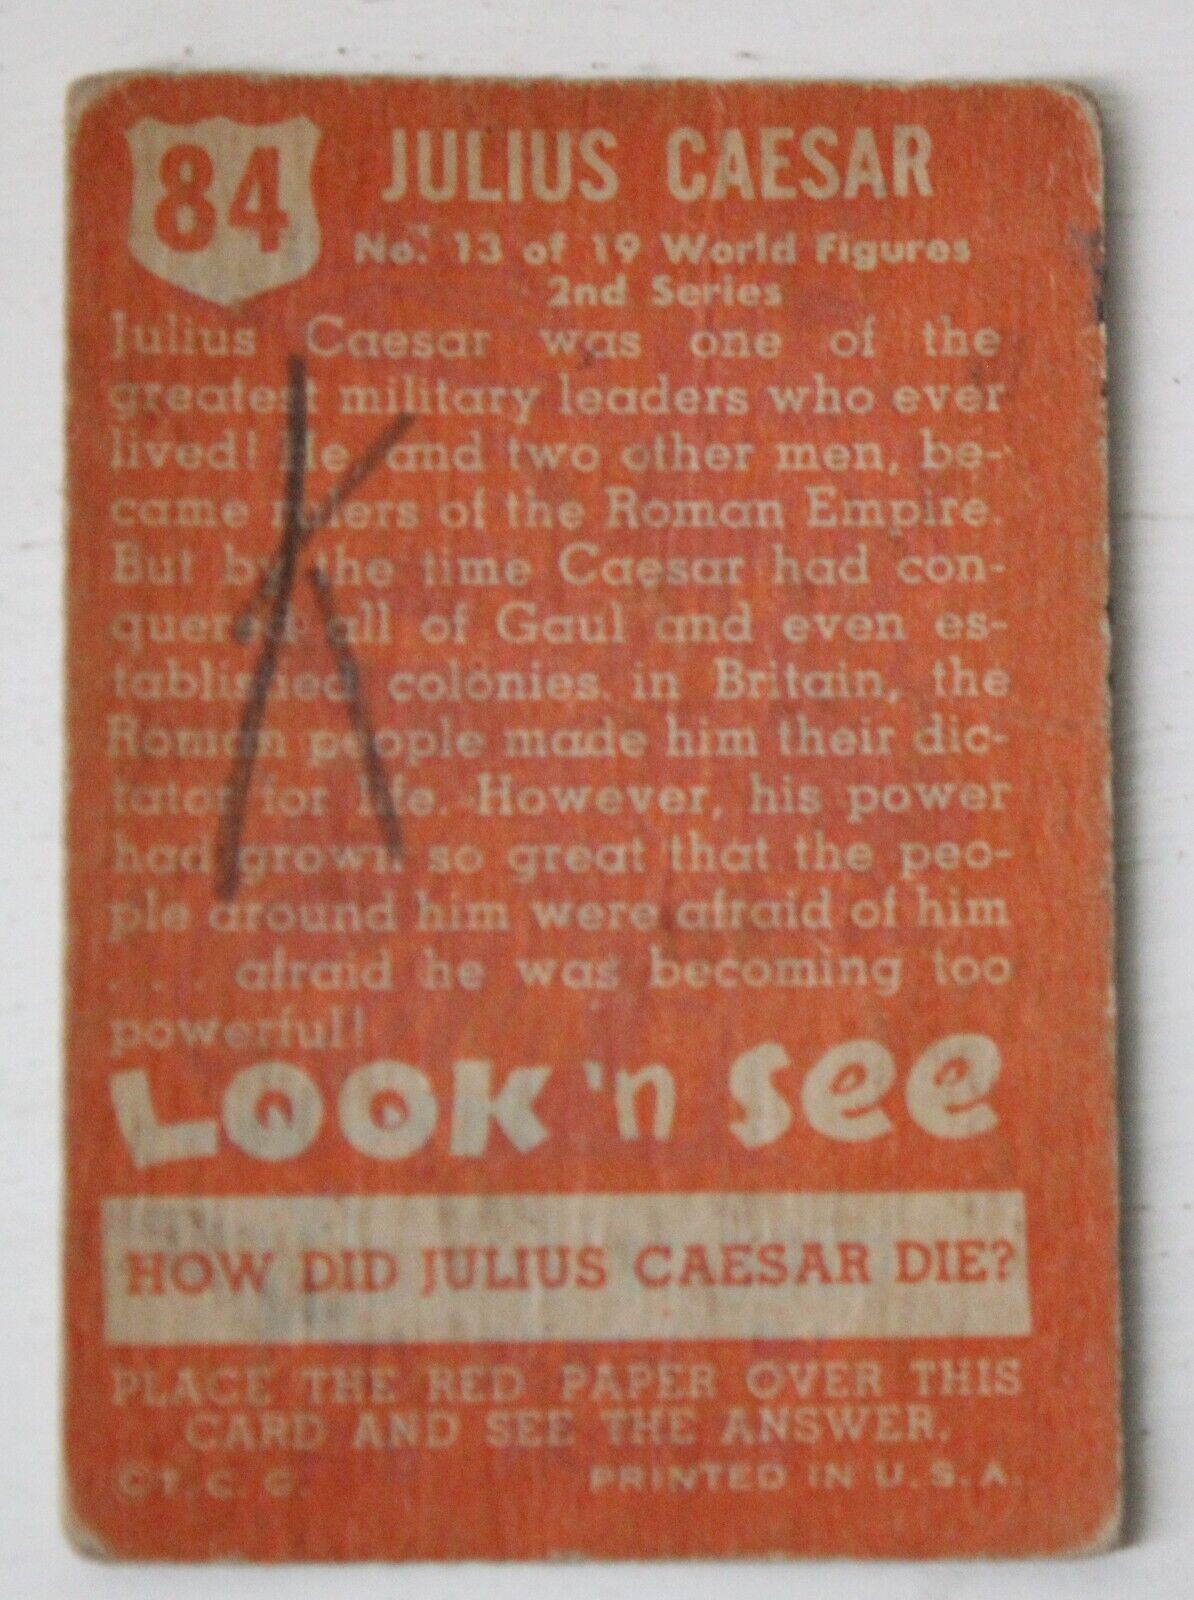 84
JULIUS CAESAR
No. 13 of 19 World Figures
2nd Series
Julius Caesar was one of the
greatest military leaders who ever
lived! He and two other men, be-
came rulers of the Roman Empire.
But by the time Caesar had con-
quered all of Gaul and even es-
tablished colonies in Britain, the
Roman people made him their dic-
tator for life. However, his power
had grown so great that the peo-
ple around him were afraid of him
. . . afraid he was becoming too
powerful!
LOOK 'n See
HOW DID JULIUS CAESAR DIE?
PLACE THE RED PAPER OVER THIS
CARD AND SEE THE ANSWER.
©T. C. G. PRINTED IN U. S. A.